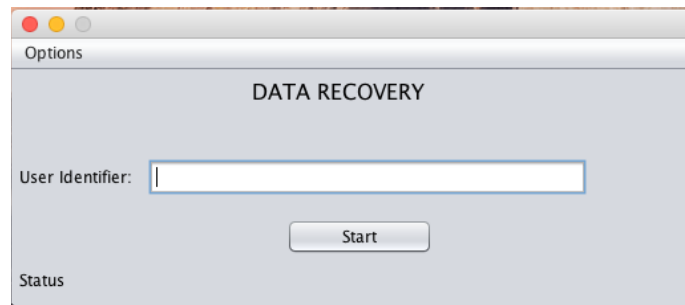 Options
DATA RECOVERY
User Identifier:
Start
Status